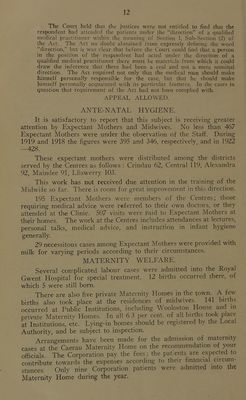 12
The Court held that the justices were not entitled to find that the
respondent had attended the patients under the "direction" of a qualified
medical practitioner within the meaning of Section 1, Sub-Section (2) of
the Act. The Act no doubt abstained from expressly defining the word
"direction," but it was clear that before the Court could find that a person
in the position of the respondent had acted under the direction of a
qualified medical practitioner there must be materials from which it could
draw the inference that there had been a real and not a mere nominal
direction. The Act required not only that the medical man should make
himself personally responsible for the case, but that he should make
himself personally acquainted with its particular features. In the cases in
question that requirement of the Act had not been complied with.
APPEAL ALLOWED.
ANTE-NATAL HYGIENE.
It is satisfactory to report that this subject is receiving greater
attention by Expectant Mothers and Midwives. No less than 467
Expectant Mothers were under the observation of the Staff. During
1919 and 1918 the figures were 395 and 346, respectively, and in 1922
—428.
These expectant mothers were distributed among the districts
served by the Centres as follows: Crindau 62, Central 119, Alexandra
92, Maindee 91, Liswerry 103.
This work has not received due attention in the training of the
Midwife so far. There is room for great improvement in this direction.
195 Expectant Mothers were members of the Centres; those
requiring medical advice were referred to their own doctors, or they
attended at the Clinic. 507 visits were paid to Expectant Mothers at
their homes. The work at the Centres includes attendances at lectures,
personal talks, medical advice, and instruction in infant hygiene
generally.
29 necessitous cases among Expectant Mothers were provided with
milk for varying periods according to their circumstances.
MATERNITY WELFARE.
Several complicated labour cases were admitted into the Royal
Gwent Hospital for special treatment. 12 births occurred there, of
which 5 were still born.
There are also five private Maternity Homes in the town. A few
births also took place at the residences of midwives. 141 births
occurred at Public Institutions, including Woolaston House and in
private Maternity Homes. In all 6.3 per cent. of all births took place
at Institutions, etc. Lying-in homes should be registered by the Local
Authority, and be subject to inspection.
Arrangements have been made for the admission of maternity
cases at the Caerau Maternity Home on the recommendation of your
officials. The Corporation pay the fees; the patients are expected to
contribute towards the expenses according to their financial circum-
stances. Only nine Corporation patients were admitted into the
Maternity Home during the year.